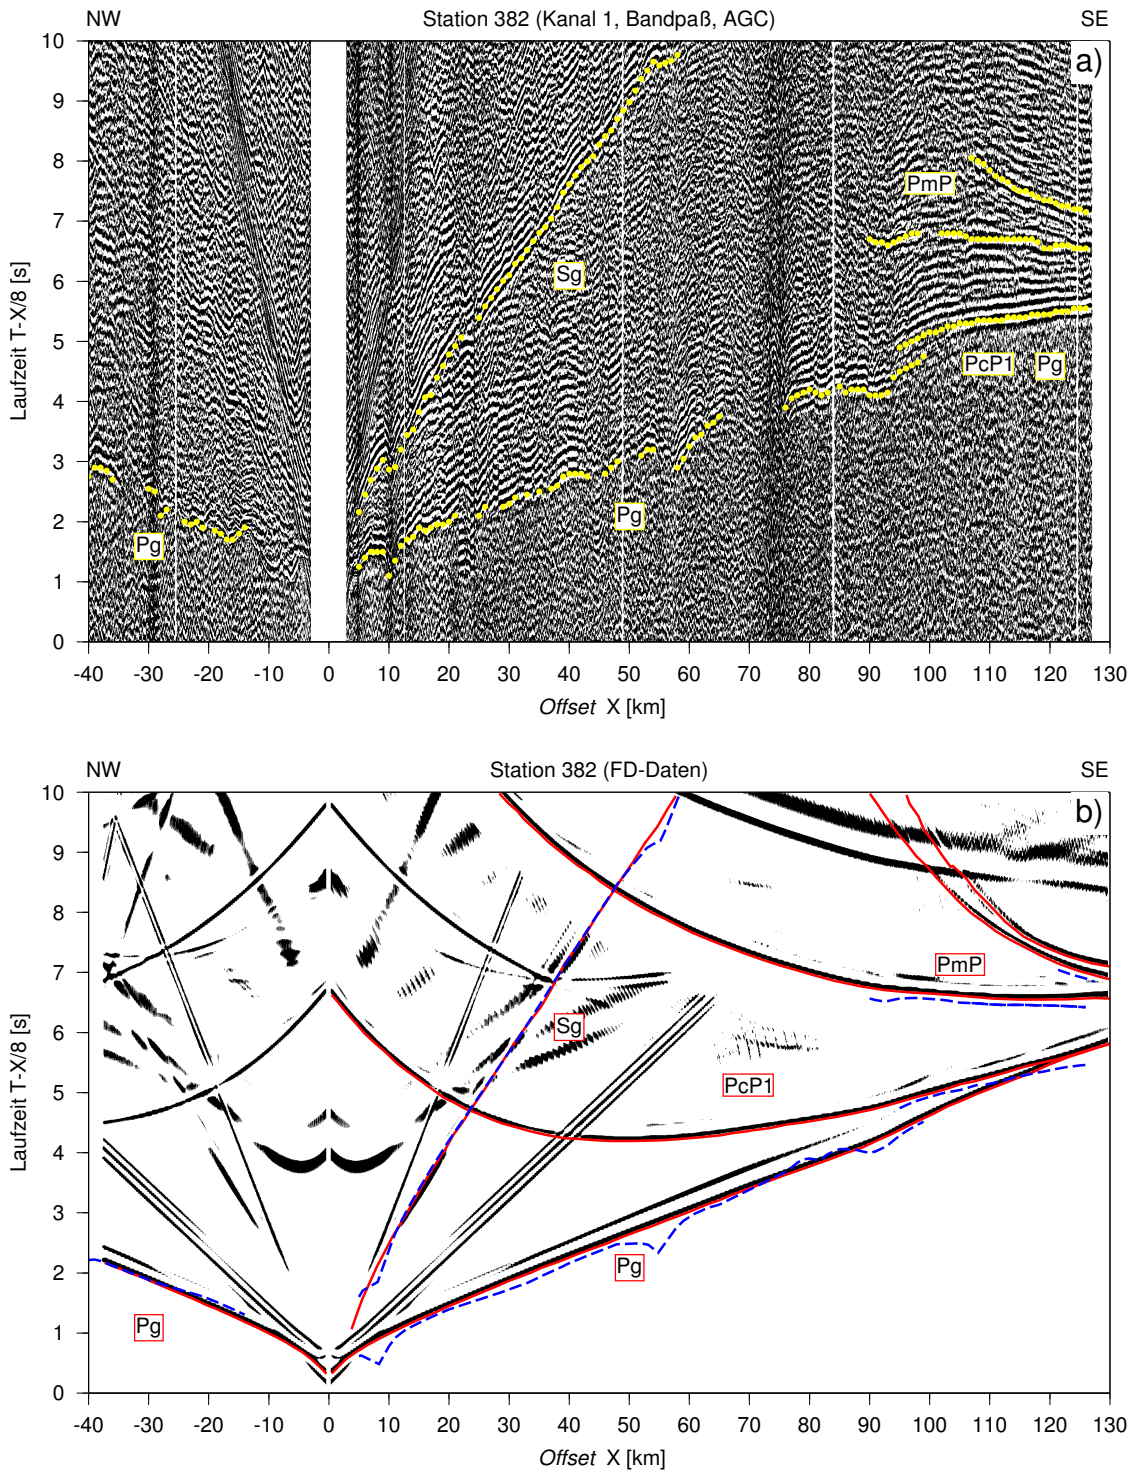 NW Station 382 (Kanal 1, Bandpaß, AGC) SE
a)
10
9
8
7
6
5
4
3
2
1
0
Laufzeit T-X/8 [s]
PmP
Sg
PcP1 Pg
Pg
Pg
-40 -30 -20 -10 0 10 20 30 40 50 60 70 80 90 100 110 120 130
Offset X [km]
NW Station 382 (FD-Daten) SE
b)
10
9
8
7
6
5
4
3
2
1
0
Laufzeit T-X/8 [s]
PmP
Sg
PcP1
Pg
Pg
-40 -30 -20 -10 0 10 20 30 40 50 60 70 80 90 100 110 120 130
Offset X [km]